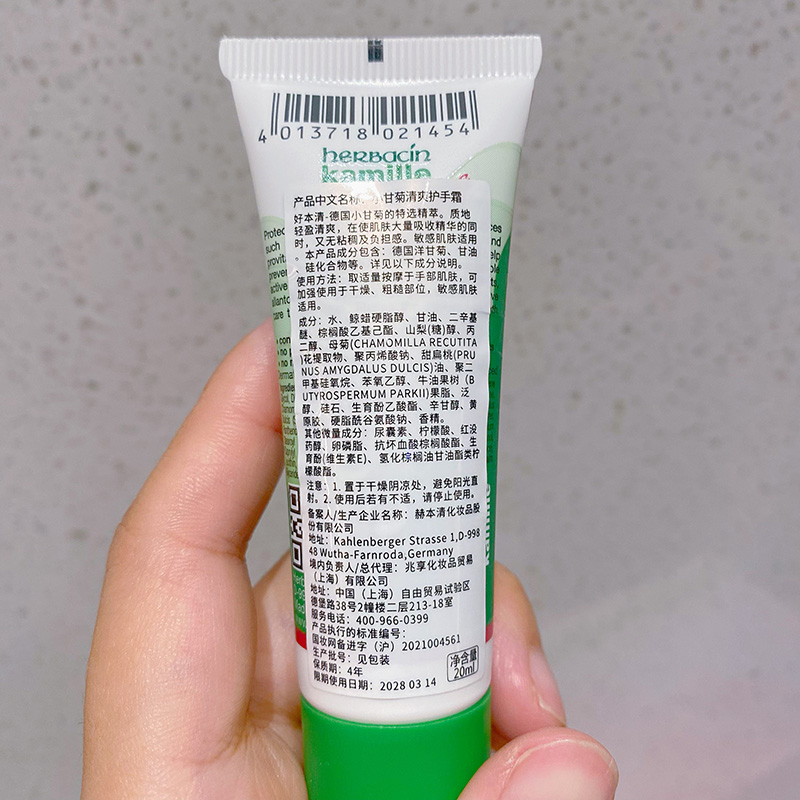 4 013718 021454
herbacin
kamille
产品中文名称：小甘菊清爽护手霜
好本清-德国小甘菊的特选精萃。质地
轻盈清爽，在使肌肤大量吸收精华的同
时，又无粘稠及负担感。敏感肌肤适用
。本产品成分包含：德国洋甘菊、甘油
、硅化合物等。详见以下成分说明。
使用方法：取适量按摩于手部肌肤，可
加强使用于干燥、粗糙部位，敏感肌肤
适用。
成分：水、鲸蜡硬脂醇、甘油、二辛基
醚、棕榈酸乙基己酯、山梨(糖)醇、丙
二醇、母菊(CHAMOMILLA RECUTITA
)花提取物、聚丙烯酸钠、甜扁桃(PRU
NUS AMYGDALUS DULCIS)油、聚二
甲基硅氧烷、苯氧乙醇、牛油果树（B
UTYROSPERMUM PARKII)果脂、泛
醇、硅石、生育酚乙酸酯、辛甘醇、黄
原胶、硬脂酰谷氨酸钠、香精。
其他微量成分：尿囊素、柠檬酸、红没
药醇、卵磷脂、抗坏血酸棕榈酸酯、生
育酚(维生素E)、氢化棕榈油甘油酯类柠
檬酸酯。
注意：1. 置于干燥阴凉处，避免阳光直
射。2. 使用后若有不适，请停止使用。
备案人/生产企业名称：赫本清化妆品股
份有限公司
地址：Kahlenberger Strasse 1,D-998
48 Wutha-Farnroda,Germany
境内负责人/总代理：兆享化妆品贸易
（上海）有限公司
地址：中国（上海）自由贸易试验区
德堡路38号2幢楼二层213-18室
服务电话：400-966-0399
产品执行的标准编号：
国妆网备进字（沪）2021004561
生产批号：见包装
保质期：4年
限期使用日期：2028 03 14
净含量
20ml
Protec
such
provita
preven
active
allanto
care t
kamille